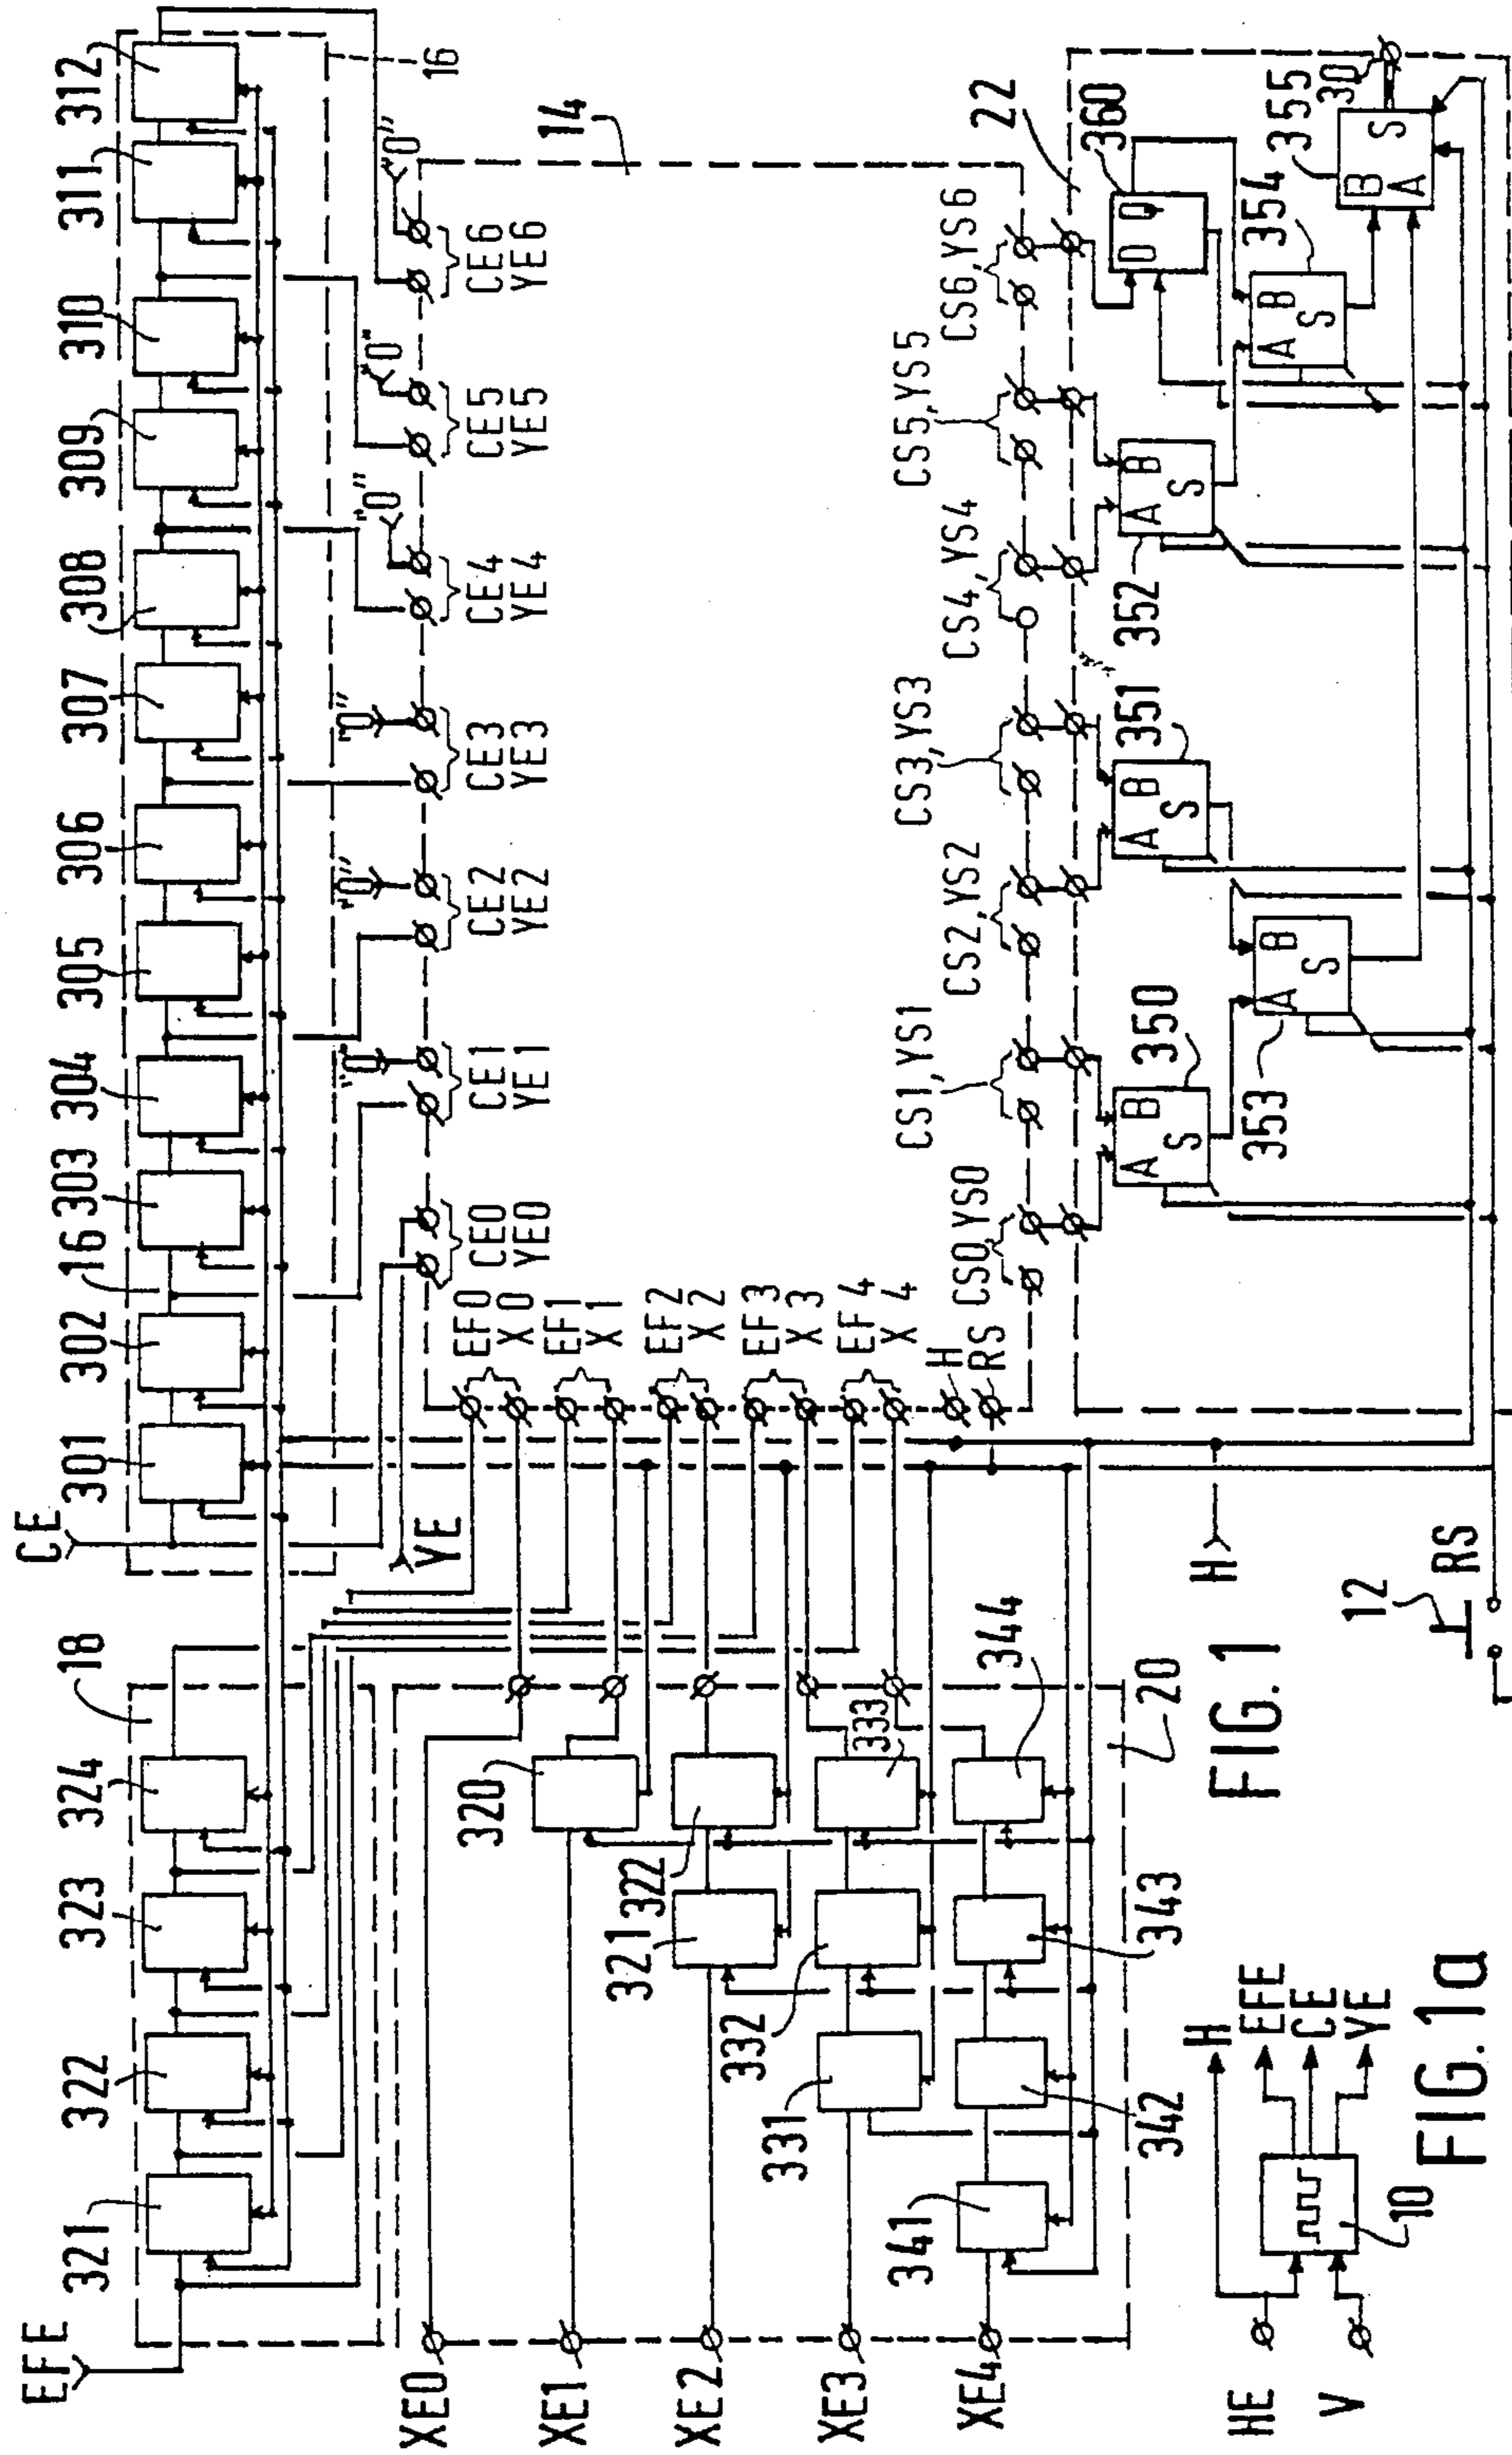 EFE
321
322
323
324
18
CE
301
302
16
303
304
305
306
307
308
309
310
311
312
16
YE
"0"
"0"
"0"
"0"
"0"
"0"
CE0
YE0
CE1
YE1
CE2
YE2
CE3
YE3
CE4
YE4
CE5
YE5
CE6
YE6
14
EF0
X0
EF1
X1
EF2
X2
EF3
X3
EF4
X4
H
RS
XE0
XE1
XE2
XE3
XE4
320
321
322
331
332
333
341
342
343
344
20
CS0,YS0
CS1,YS1
CS2,YS2
CS3,YS3
CS4,YS4
CS5,YS5
CS6,YS6
22
A B
S
350
A B
S
351
A B
S
352
D Q
360
A B
S
353
A B
S
354
B
A
S
355
30
H
12
RS
FIG.1
HE
V
10
H
EFE
CE
YE
FIG.1a